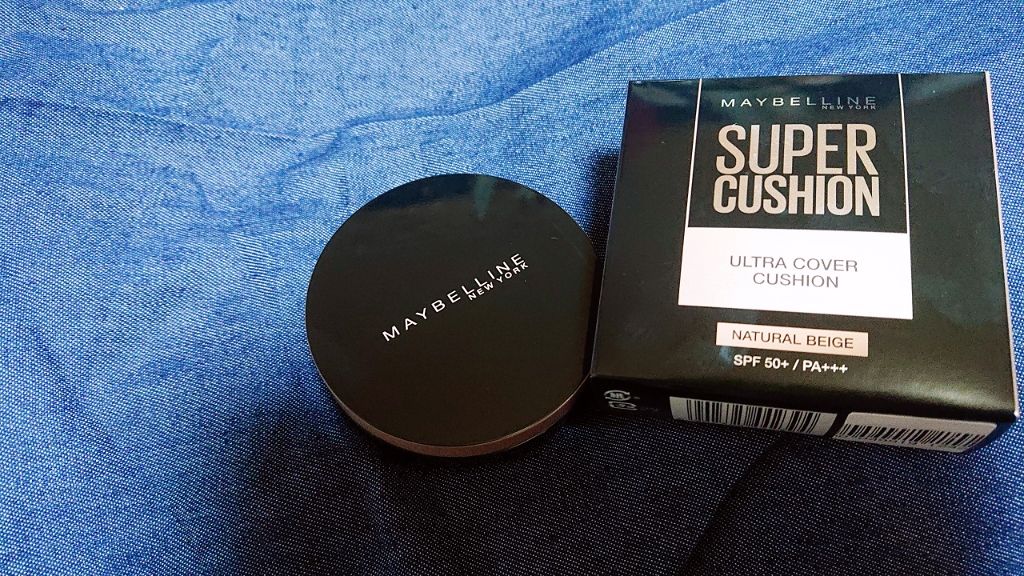 MAYBELLINE
NEW YORK
MAYBELLINE
NEW YORK
SUPER
CUSHION
ULTRA COVER
CUSHION
NATURAL BEIGE
SPF 50+ / PA+++